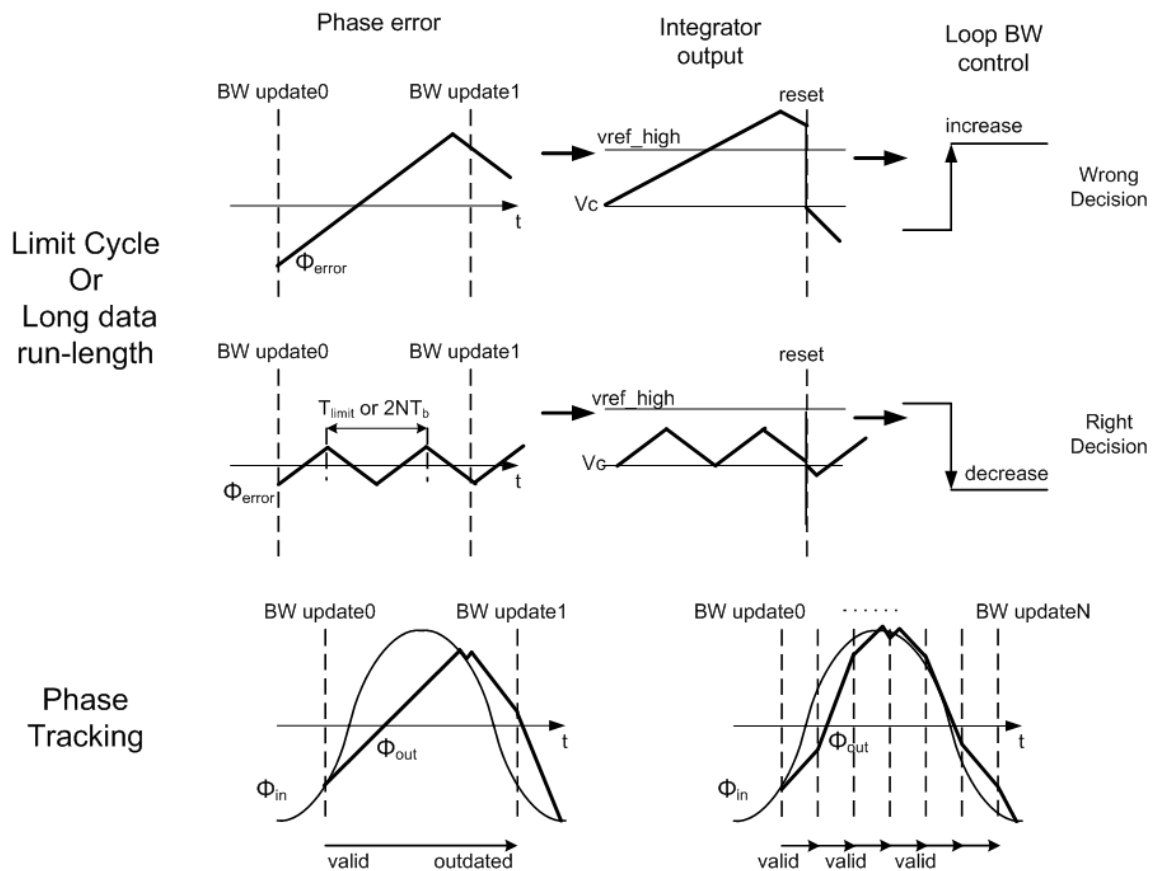 Phase error
Integrator
output
Loop BW
control
BW update0
BW update1
reset
vref_high
increase
Vc
t
Φerror
Wrong
Decision
Limit Cycle
Or
Long data
run-length
BW update0
BW update1
reset
Tlimit or 2NTb
vref_high
Vc
t
Φerror
decrease
Right
Decision
BW update0
BW update1
BW update0
. . . . . .
BW updateN
Phase
Tracking
t
Φout
Φin
t
Φout
Φin
valid
outdated
valid
valid
valid